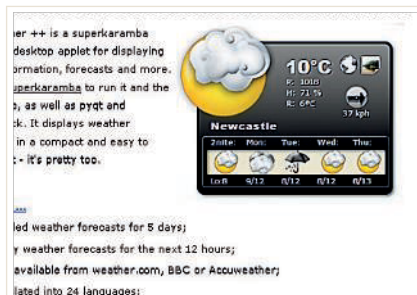 her ++ is a superkaramba
desktop applet for displaying
ormation, forecasts and more.
uperkaramba to run it and the
, as well as pyqt and
ck. It displays weather
in a compact and easy to
- it's pretty too.
10°C
P: 1018
H: 71 %
R: 6°C
37 kph
Newcastle
2nite: Mon: Tue: Wed: Thu:
Lo:8 9/12 8/12 8/12 8/13
...
led weather forecasts for 5 days;
y weather forecasts for the next 12 hours;
available from weather.com, BBC or Accuweather;
lated into 24 languages;